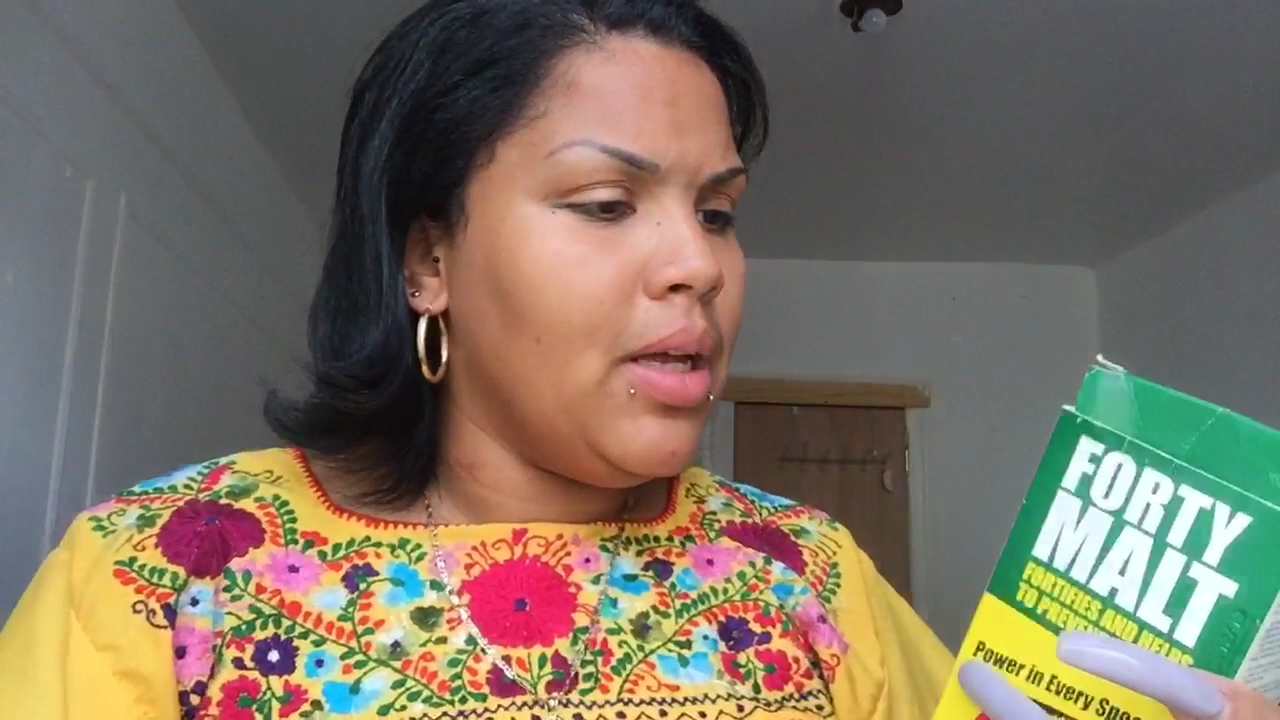 FORTY
MALT
FORTIFIES AND HELPS
TO PREVENT
Power in Every